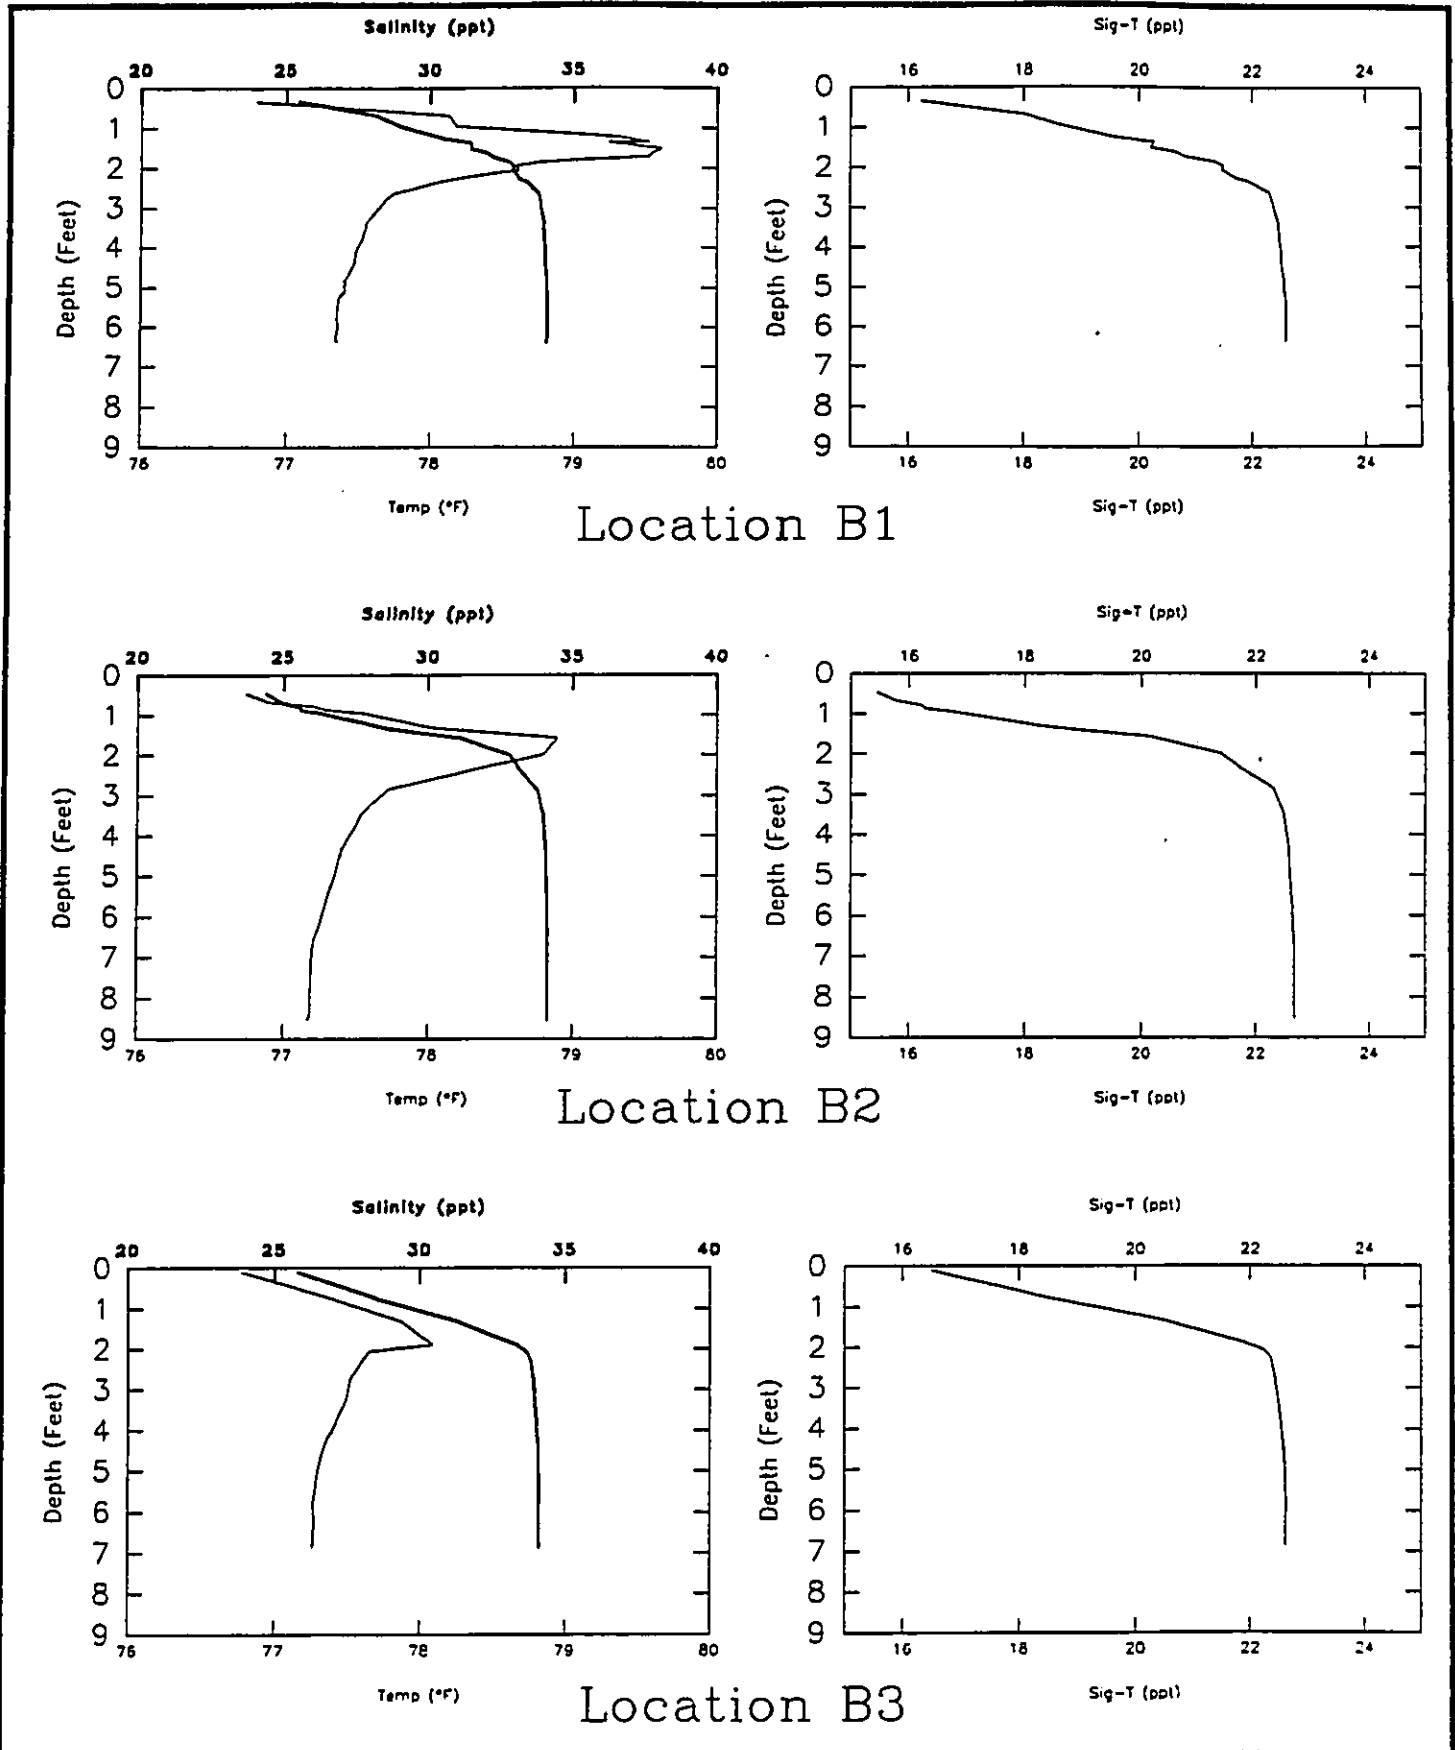 Salinity (ppt) Sig-T (ppt)
20 25 30 35 40 16 18 20 22 24
0 0
1 1
2 2
3 3
4 4
5 5
6 6
7 7
8 8
9 9
Depth (Feet) Depth (Feet)
76 77 78 79 80 16 18 20 22 24
Temp (°F) Sig-T (ppt)
Location B1
Salinity (ppt) Sig-T (ppt)
20 25 30 35 40 16 18 20 22 24
0 0
1 1
2 2
3 3
4 4
5 5
6 6
7 7
8 8
9 9
Depth (Feet) Depth (Feet)
76 77 78 79 80 16 18 20 22 24
Temp (°F) Sig-T (ppt)
Location B2
Salinity (ppt) Sig-T (ppt)
20 25 30 35 40 16 18 20 22 24
0 0
1 1
2 2
3 3
4 4
5 5
6 6
7 7
8 8
9 9
Depth (Feet) Depth (Feet)
76 77 78 79 80 16 18 20 22 24
Temp (°F) Sig-T (ppt)
Location B3